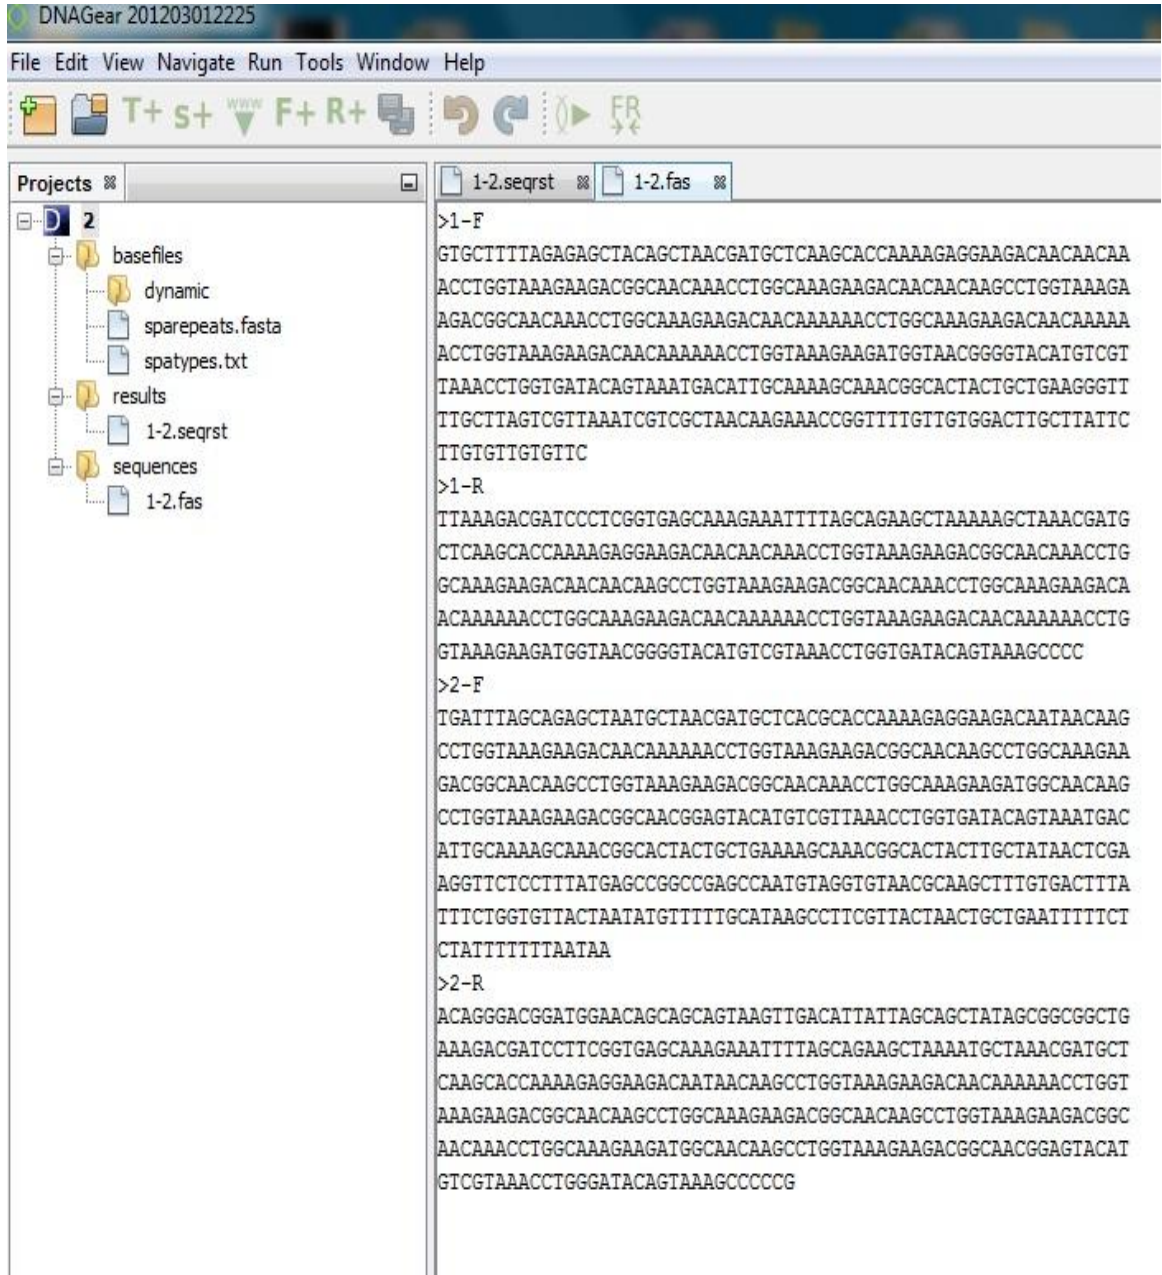 DNAGear 201203012225
File Edit View Navigate Run Tools Window Help
T+ S+ www F+ R+ FR
Projects
1-2.seqrst 1-2.fas
2
basefiles
dynamic
sparepeats.fasta
spatypes.txt
results
1-2.seqrst
sequences
1-2.fas
>1-F
GTGCTTTTAGAGAGCTACAGCTAACGATGCTCAAGCACCAAAAGAGGAAGACAACAACAA
ACCTGGTAAAGAAGACGGCAACAAACCTGGCAAAGAAGACAACAACAAGCCTGGTAAAGA
AGACGGCAACAAACCTGGCAAAGAAGACAACAAAAAACCTGGCAAAGAAGACAACAAAAA
ACCTGGTAAAGAAGACAACAAAAAACCTGGTAAAGAAGATGGTAACGGGGTACATGTCGT
TAAACCTGGTGATACAGTAAATGACATTGCAAAAGCAAACGGCACTACTGCTGAAGGGTT
TTGCTTAGTCGTTAAATCGTCGCTAACAAGAAACCGGTTTTGTTGTGGACTTGCTTATTC
TTGTGTTGTGTTC
>1-R
TTAAAGACGATCCCTCGGTGAGCAAAGAAATTTTAGCAGAAGCTAAAAAGCTAAACGATG
CTCAAGCACCAAAAGAGGAAGACAACAACAAACCTGGTAAAGAAGACGGCAACAAACCTG
GCAAAGAAGACAACAACAAGCCTGGTAAAGAAGACGGCAACAAACCTGGCAAAGAAGACA
ACAAAAAACCTGGCAAAGAAGACAACAAAAAACCTGGTAAAGAAGACAACAAAAAACCTG
GTAAAGAAGATGGTAACGGGGTACATGTCGTAAACCTGGTGATACAGTAAAGCCCC
>2-F
TGATTTAGCAGAGCTAATGCTAACGATGCTCACGCACCAAAAGAGGAAGACAATAACAAG
CCTGGTAAAGAAGACAACAAAAAACCTGGTAAAGAAGACGGCAACAAGCCTGGCAAAGAA
GACGGCAACAAGCCTGGTAAAGAAGACGGCAACAAACCTGGCAAAGAAGATGGCAACAAG
CCTGGTAAAGAAGACGGCAACGGAGTACATGTCGTTAAACCTGGTGATACAGTAAATGAC
ATTGCAAAAGCAAACGGCACTACTGCTGAAAAGCAAACGGCACTACTTGCTATAACTCGA
AGGTTCTCCTTTATGAGCCGGCCGAGCCAATGTAGGTGTAACGCAAGCTTTGTGACTTTA
TTTCTGGTGTTACTAATATGTTTTTGCATAAGCCTTCGTTACTAACTGCTGAATTTTTCT
CTATTTTTTTAATAA
>2-R
ACAGGGACGGATGGAACAGCAGCAGTAAGTTGACATTATTAGCAGCTATAGCGGCGGCTG
AAAGACGATCCTTCGGTGAGCAAAGAAATTTTAGCAGAAGCTAAAATGCTAAACGATGCT
CAAGCACCAAAAGAGGAAGACAATAACAAGCCTGGTAAAGAAGACAACAAAAAACCTGGT
AAAGAAGACGGCAACAAGCCTGGCAAAGAAGACGGCAACAAGCCTGGTAAAGAAGACGGC
AACAAACCTGGCAAAGAAGATGGCAACAAGCCTGGTAAAGAAGACGGCAACGGAGTACAT
GTCGTAAACCTGGGATACAGTAAAGCCCCCG